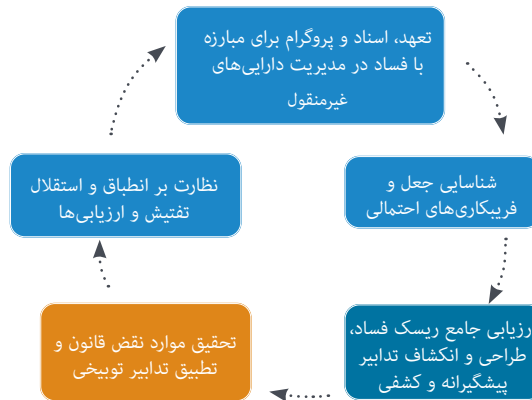 تعهد، اسناد و پروگرام برای مبارزه
با فساد در مدیریت دارایی‌های
غیرمنقول
شناسایی جعل و
فریبکاری‌های احتمالی
رزیابی جامع ریسک فساد،
طراحی و انکشاف تدابیر
پیشگیرانه و کشفی
تحقیق موارد نقض قانون و
تطبیق تدابیر توبیخی
نظارت بر انطباق و استقلال
تفتیش و ارزیابی‌ها